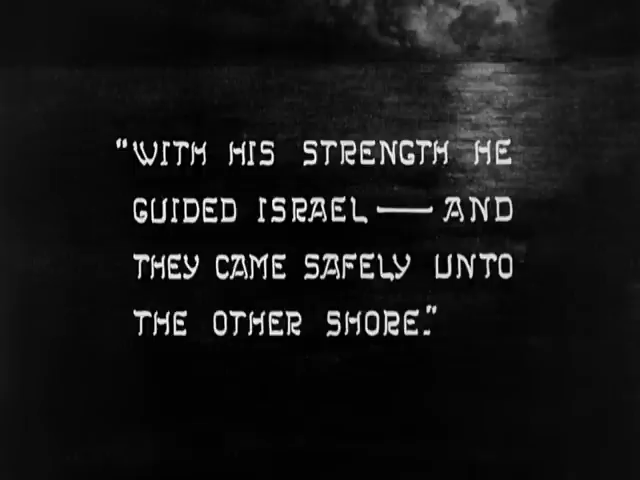 "WITH HIS STRENGTH HE
GUIDED ISRAEL — AND
THEY CAME SAFELY UNTO
THE OTHER SHORE."